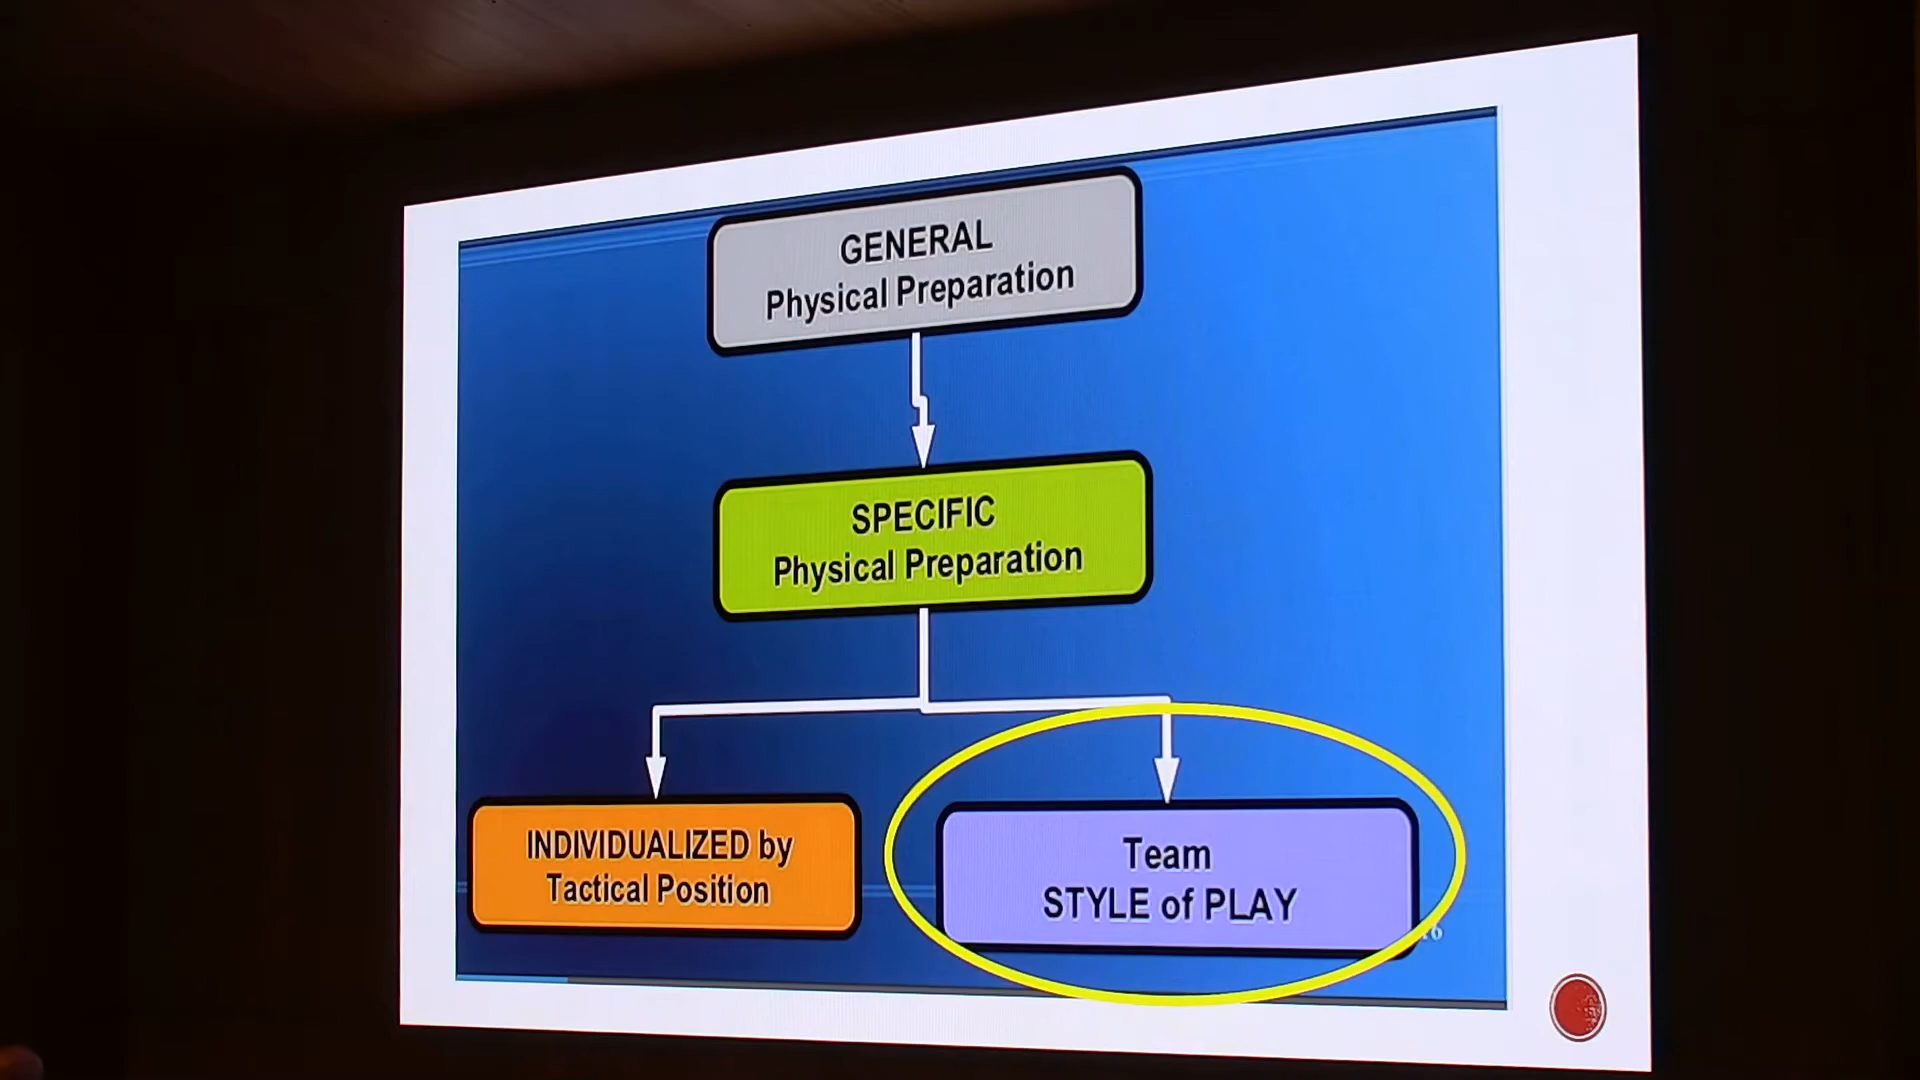 GENERAL
Physical Preparation
SPECIFIC
Physical Preparation
INDIVIDUALIZED by
Tactical Position
Team
STYLE of PLAY